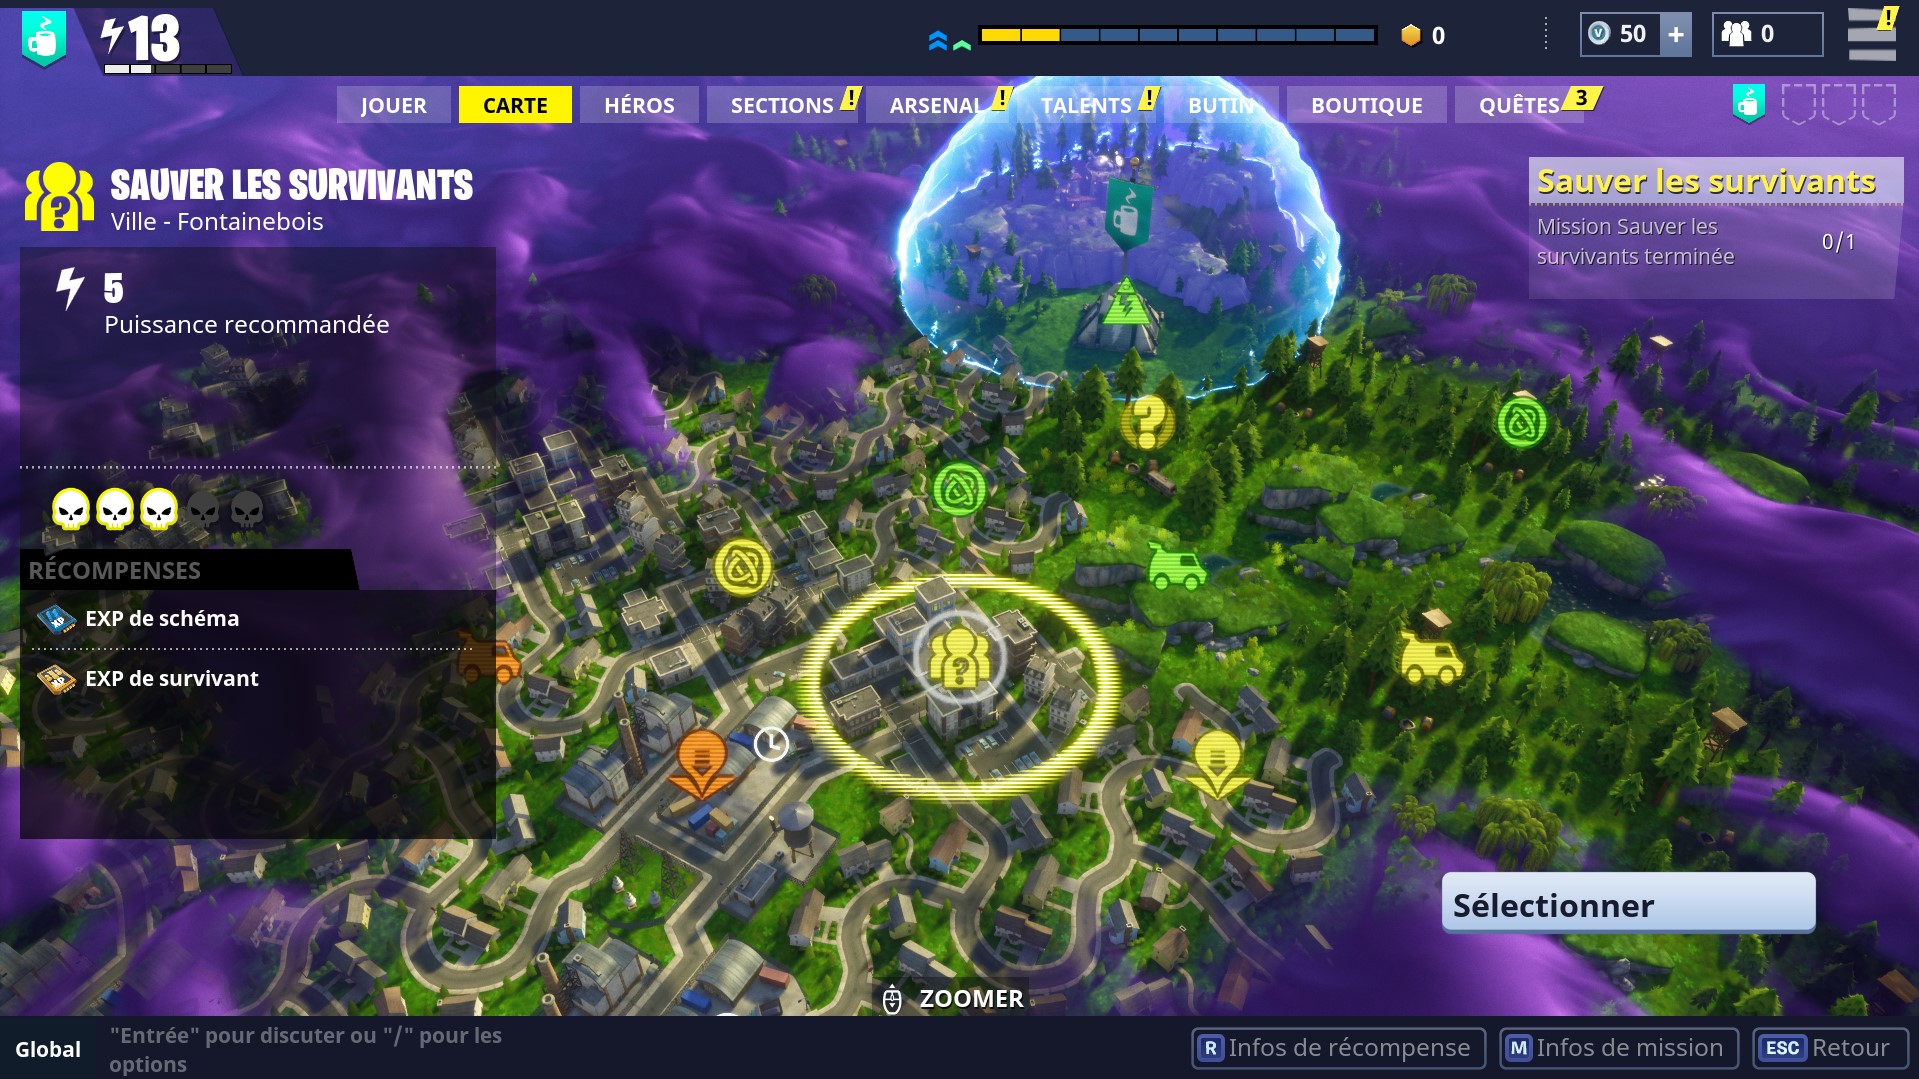 13
0
50
+
0
!
JOUER
CARTE
HÉROS
SECTIONS !
ARSENAL !
TALENTS !
BUTIN
BOUTIQUE
QUÊTES 3
SAUVER LES SURVIVANTS
Ville - Fontainebois
5
Puissance recommandée
RÉCOMPENSES
XP EXP de schéma
XP EXP de survivant
Sauver les survivants
Mission Sauver les
survivants terminée
0/1
Sélectionner
ZOOMER
Global
"Entrée" pour discuter ou "/" pour les
options
R Infos de récompense
M Infos de mission
ESC Retour